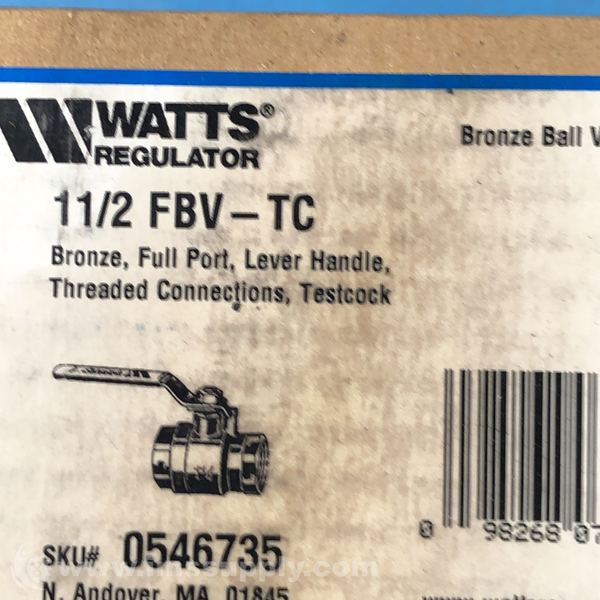 WATTS®
REGULATOR
Bronze Ball V
11/2 FBV – TC
Bronze, Full Port, Lever Handle,
Threaded Connections, Testcock
0 98268 07
SKU# 0546735
N. Andover, MA 01845